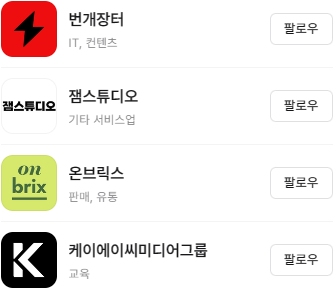 번개장터
IT, 컨텐츠
팔로우
잼스튜디오
잼스튜디오
기타 서비스업
팔로우
on
brix
온브릭스
판매, 유통
팔로우
K
케이에이씨미디어그룹
교육
팔로우